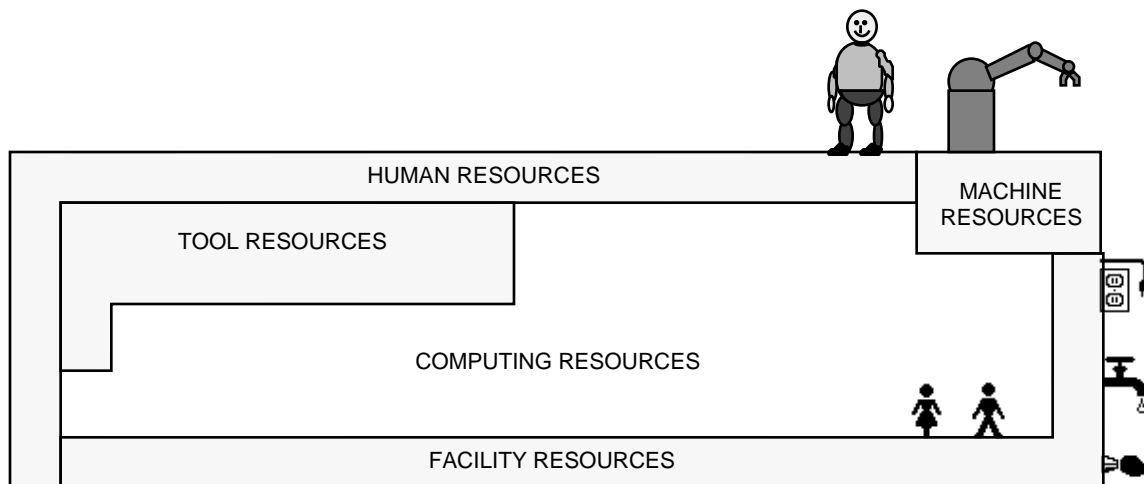 HUMAN RESOURCES
MACHINE
RESOURCES
TOOL RESOURCES
COMPUTING RESOURCES
FACILITY RESOURCES